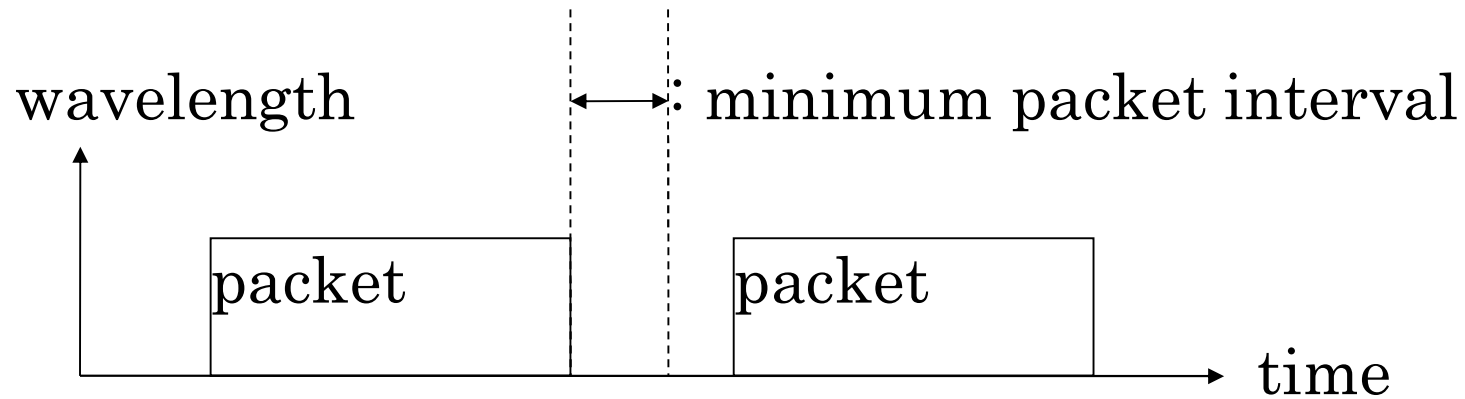 wavelength
: minimum packet interval
packet
packet
time